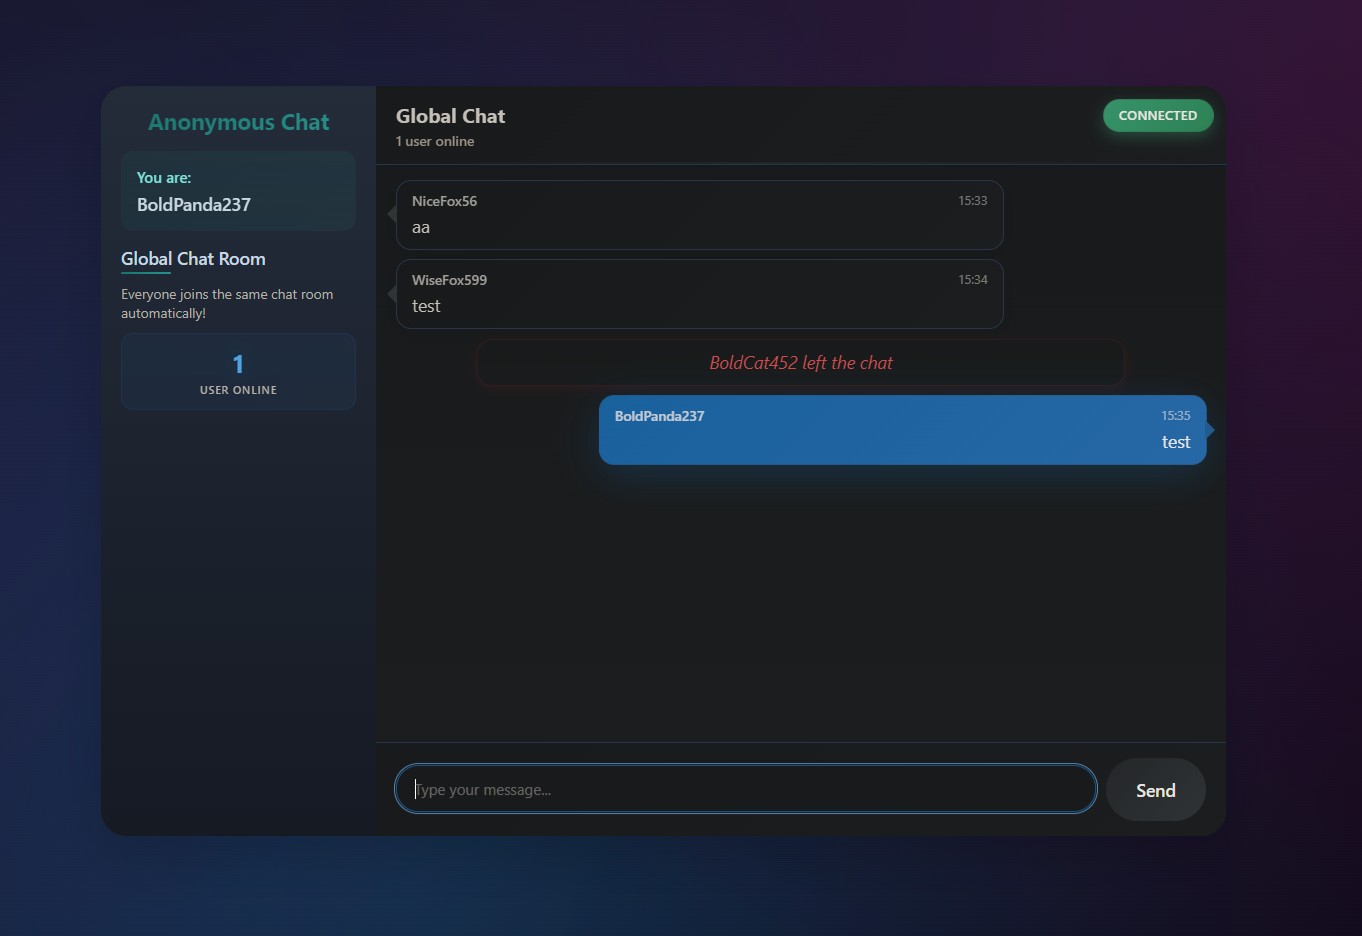 Anonymous Chat
You are:
BoldPanda237
Global Chat Room
Everyone joins the same chat room
automatically!
1
USER ONLINE
Global Chat
1 user online
CONNECTED
NiceFox56 15:33
aa
WiseFox599 15:34
test
BoldCat452 left the chat
BoldPanda237 15:35
test
Type your message...
Send